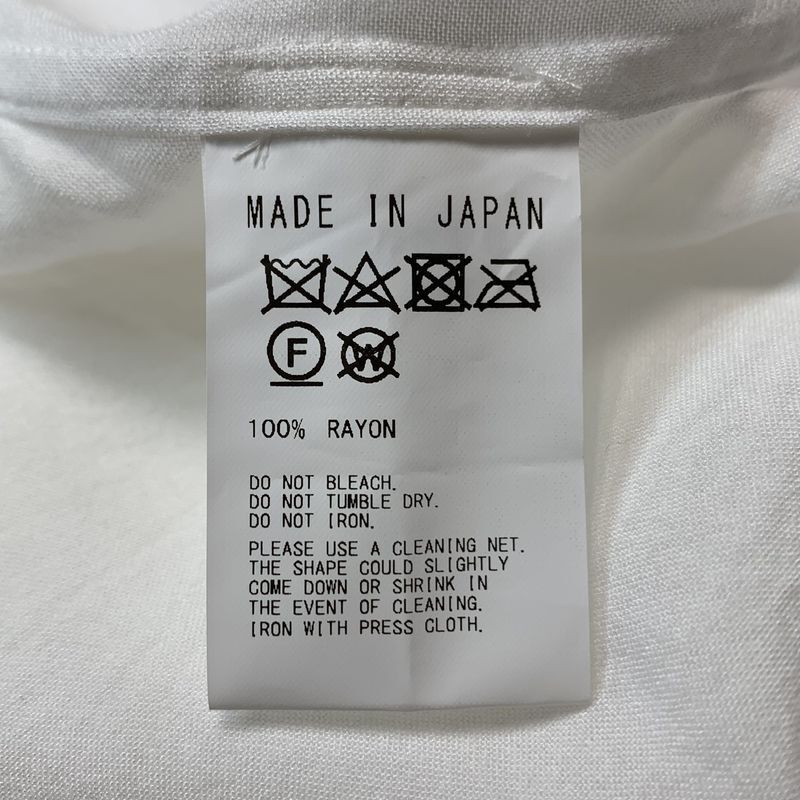 MADE IN JAPAN
F W
100% RAYON
DO NOT BLEACH.
DO NOT TUMBLE DRY.
DO NOT IRON.
PLEASE USE A CLEANING NET.
THE SHAPE COULD SLIGHTLY
COME DOWN OR SHRINK IN
THE EVENT OF CLEANING.
IRON WITH PRESS CLOTH.